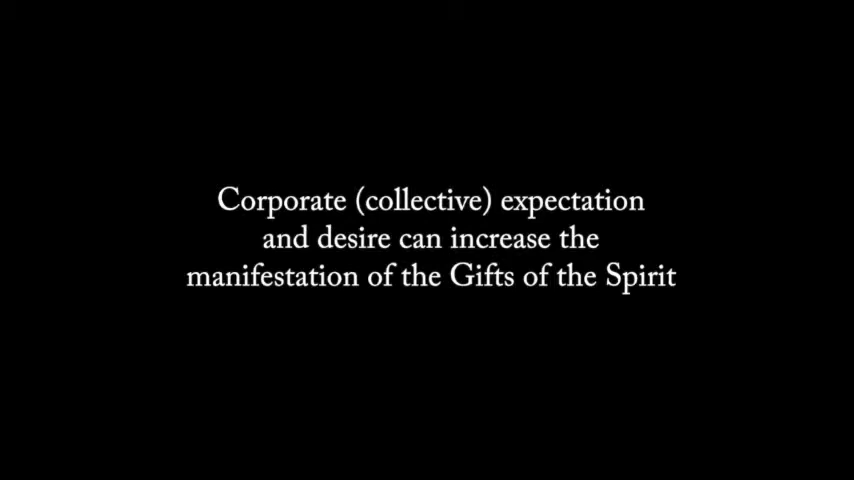 Corporate (collective) expectation
and desire can increase the
manifestation of the Gifts of the Spirit